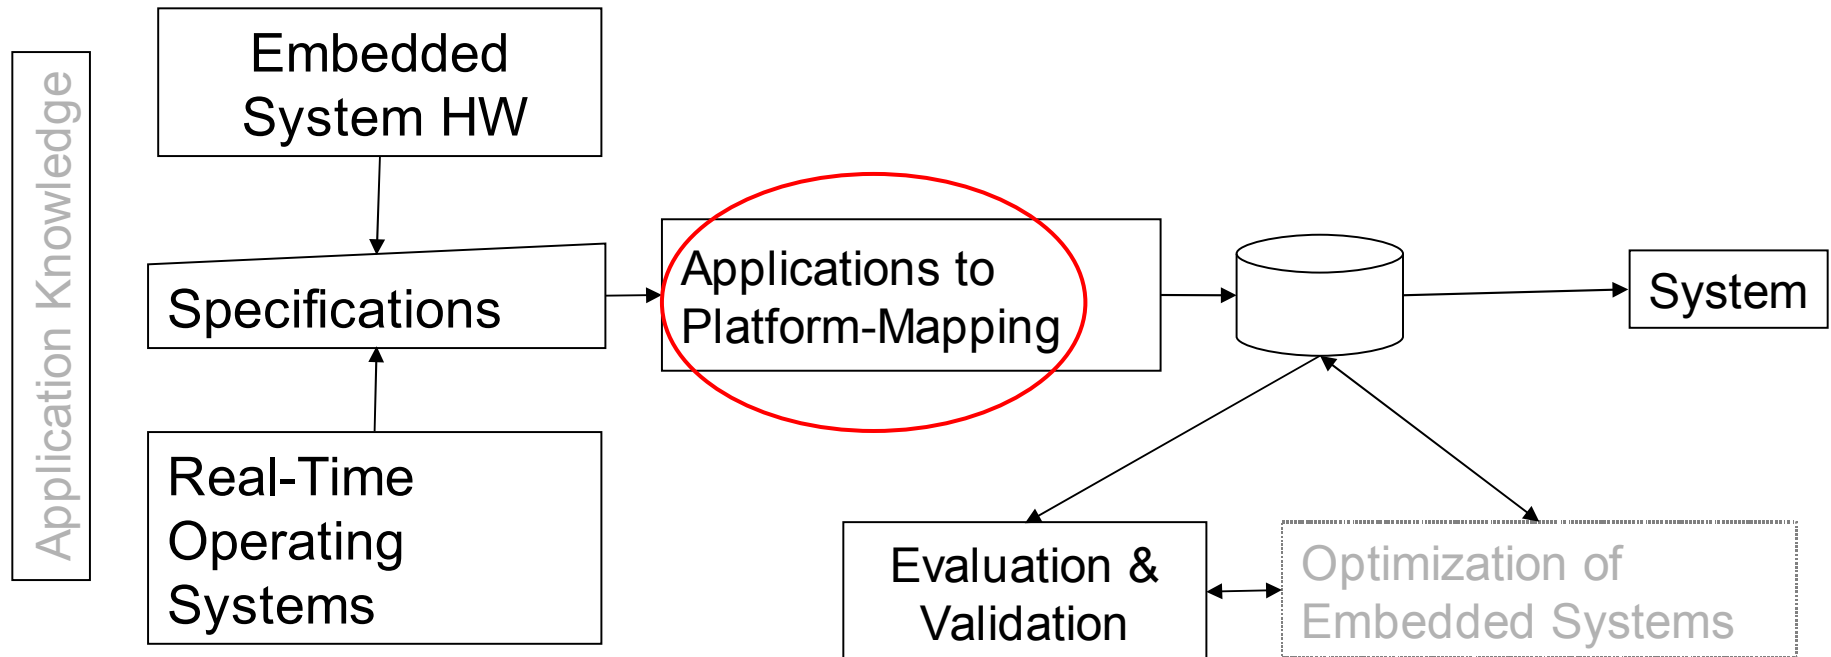 Application Knowledge
Embedded
System HW
Specifications
Real-Time
Operating
Systems
Applications to
Platform-Mapping
System
Evaluation &
Validation
Optimization of
Embedded Systems